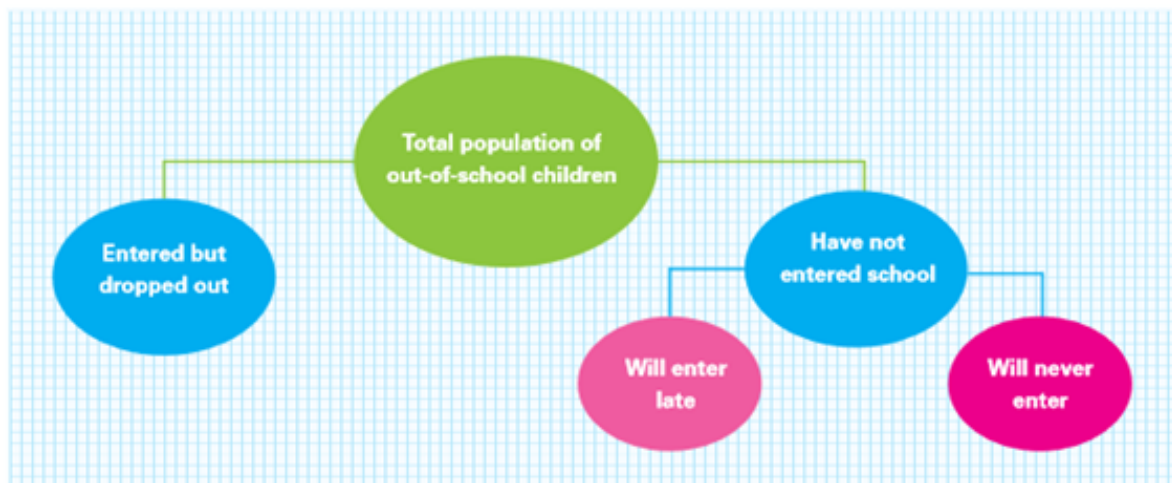 Total population of
out-of-school children
Entered but
dropped out
Have not
entered school
Will enter
late
Will never
enter